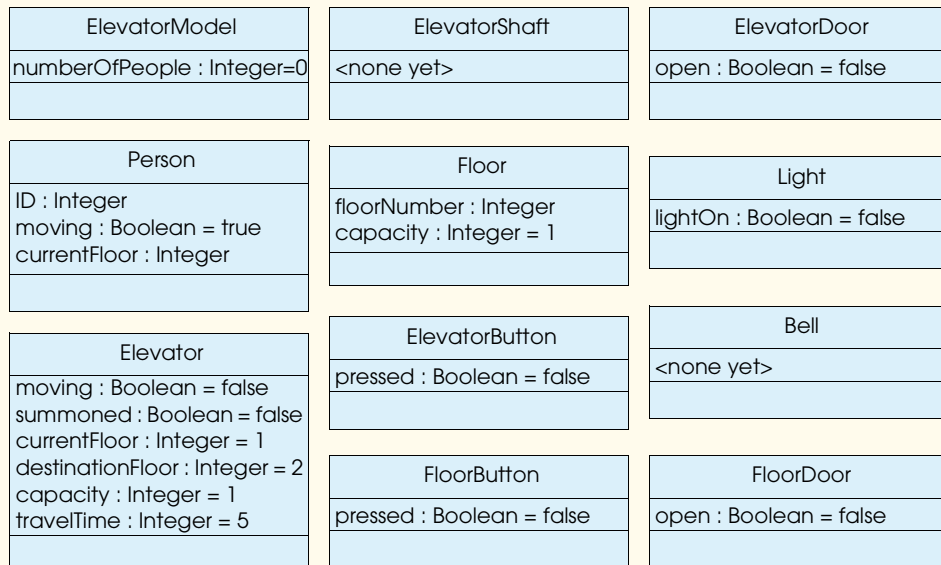 ElevatorModel
numberOfPeople : Integer=0
Person
ID : Integer
moving : Boolean = true
currentFloor : Integer
Elevator
moving : Boolean = false
summoned : Boolean = false
currentFloor : Integer = 1
destinationFloor : Integer = 2
capacity : Integer = 1
travelTime : Integer = 5
ElevatorShaft
<none yet>
Floor
floorNumber : Integer
capacity : Integer = 1
ElevatorButton
pressed : Boolean = false
FloorButton
pressed : Boolean = false
ElevatorDoor
open : Boolean = false
Light
lightOn : Boolean = false
Bell
<none yet>
FloorDoor
open : Boolean = false